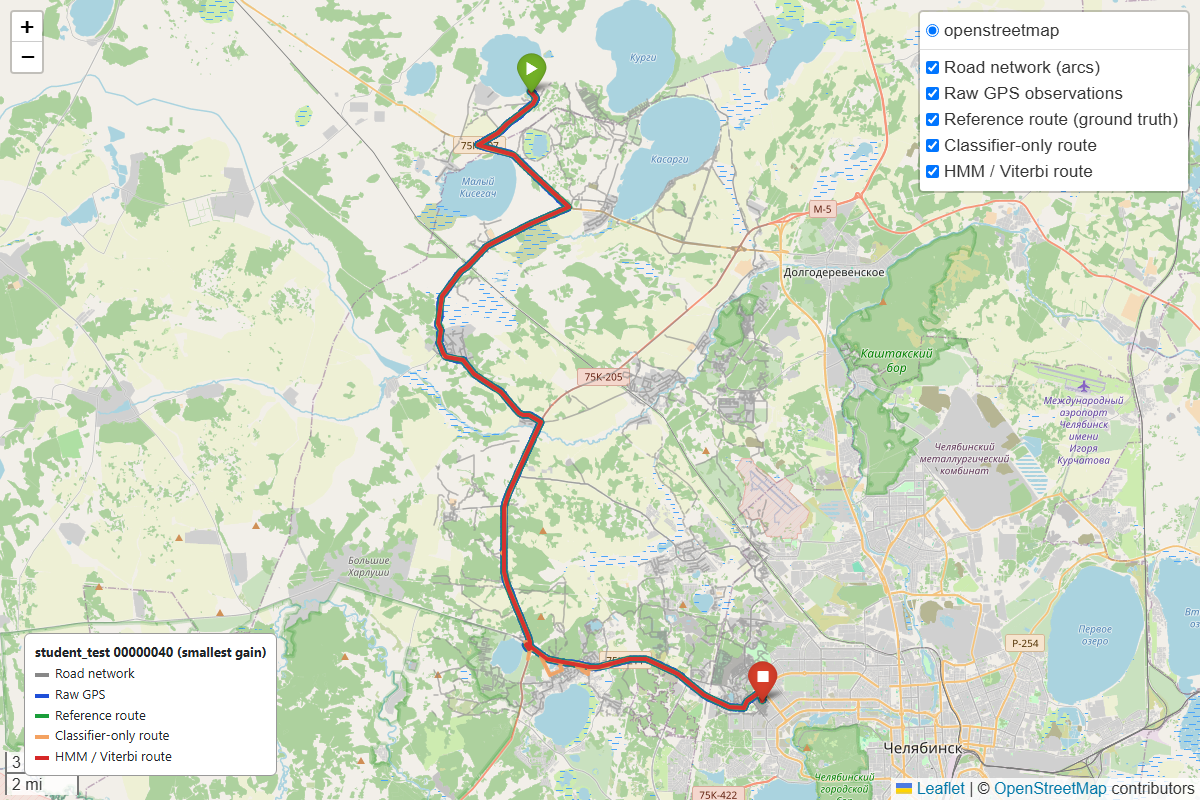 +
−
openstreetmap
Road network (arcs)
Raw GPS observations
Reference route (ground truth)
Classifier-only route
HMM / Viterbi route
Курги
Касарги
Малый
Кисегач
М-5
Долгодеревенское
Каштакский
бор
75К-205
Международный
аэропорт
Челябинск
имени
Игоря
Курчатова
Челябинский
металлургический
комбинат
Большие
Харлуши
Первое
озеро
Р-254
Челябинск
Челябинский
городской
75К-422
student_test 00000040 (smallest gain)
Road network
Raw GPS
Reference route
Classifier-only route
HMM / Viterbi route
3
2 mi
Leaflet | © OpenStreetMap contributors